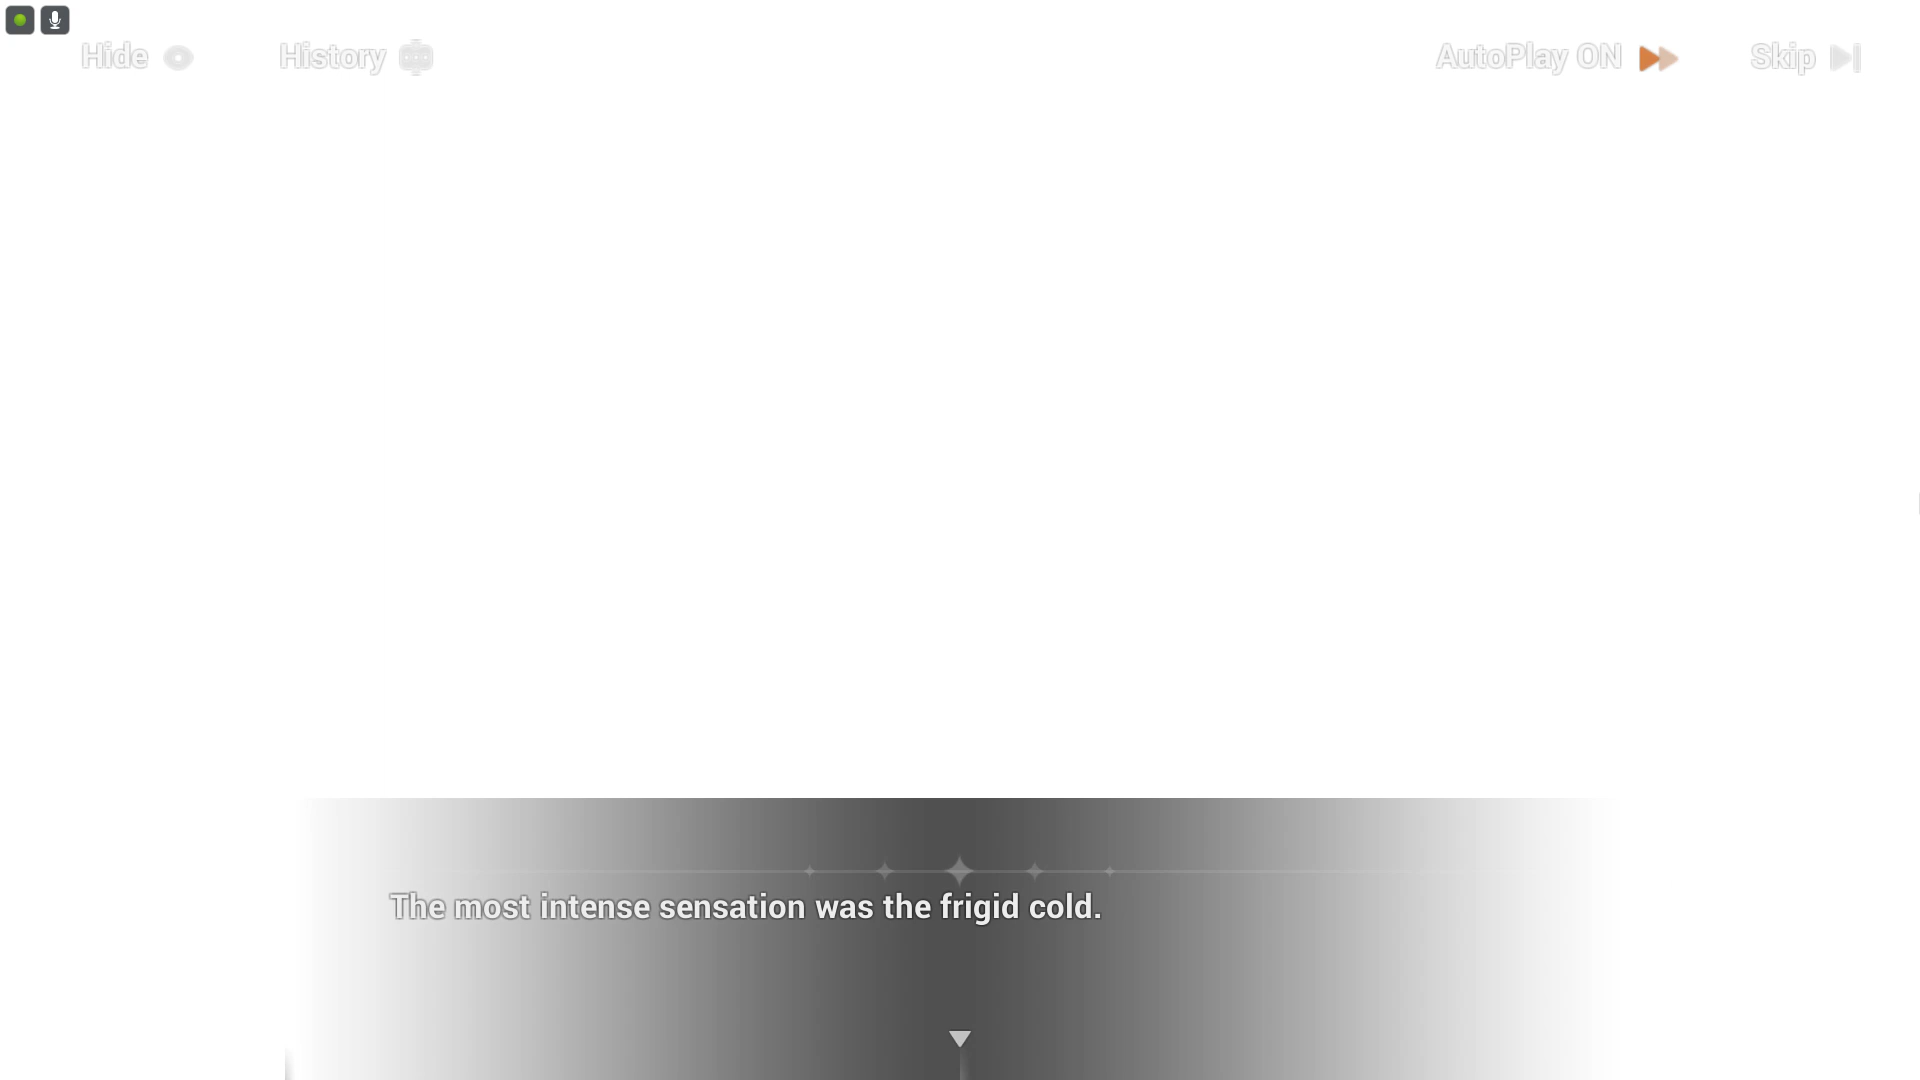 Hide
History
AutoPlay ON
Skip
The most intense sensation was the frigid cold.